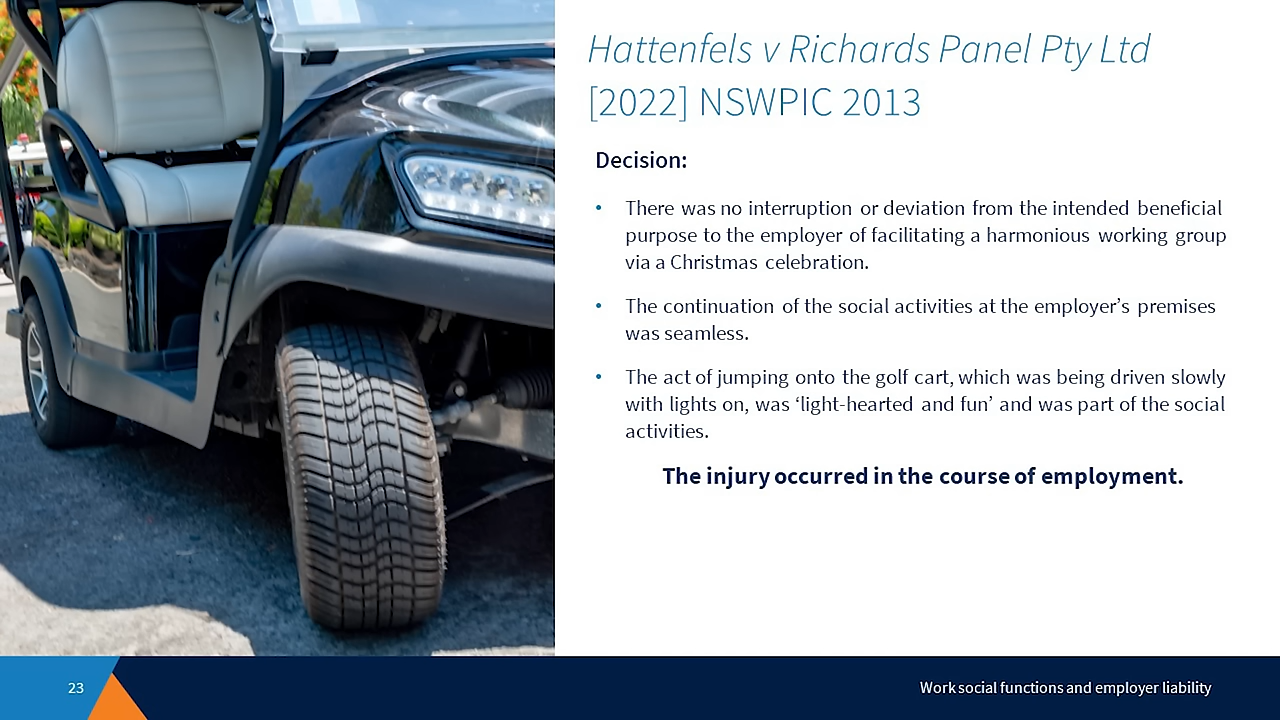 Hattenfels v Richards Panel Pty Ltd
[2022] NSWPIC 2013
Decision:
• There was no interruption or deviation from the intended beneficial
purpose to the employer of facilitating a harmonious working group
via a Christmas celebration.
• The continuation of the social activities at the employer’s premises
was seamless.
• The act of jumping onto the golf cart, which was being driven slowly
with lights on, was ‘light-hearted and fun’ and was part of the social
activities.
The injury occurred in the course of employment.
23
Work social functions and employer liability